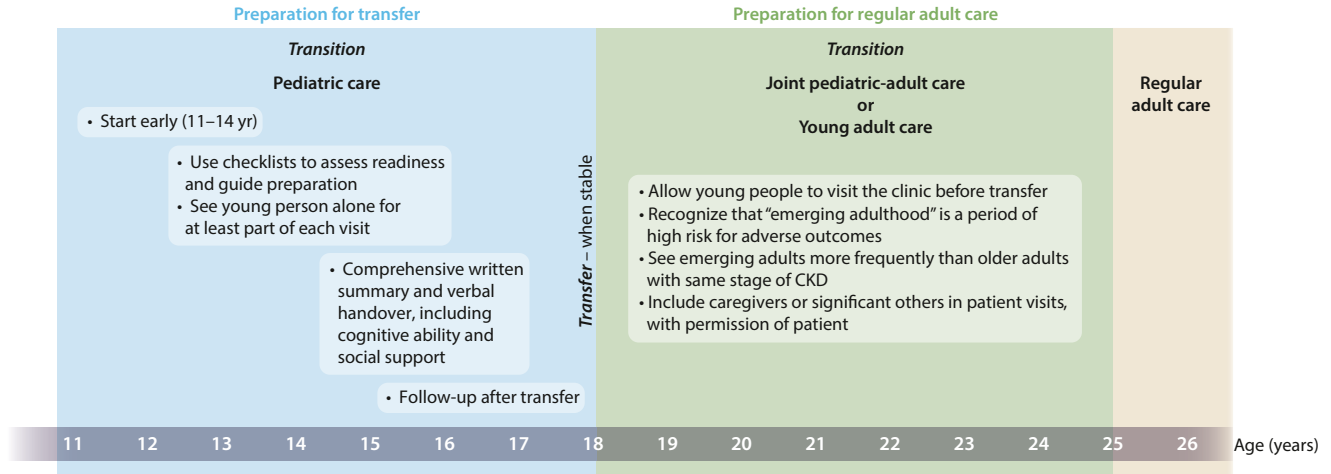 Preparation for transfer
Preparation for regular adult care
Transition
Pediatric care
• Start early (11–14 yr)
• Use checklists to assess readiness
and guide preparation
• See young person alone for
at least part of each visit
• Comprehensive written
summary and verbal
handover, including
cognitive ability and
social support
• Follow-up after transfer
Transfer – when stable
Transition
Joint pediatric-adult care
or
Young adult care
• Allow young people to visit the clinic before transfer
• Recognize that “emerging adulthood” is a period of
high risk for adverse outcomes
• See emerging adults more frequently than older adults
with same stage of CKD
• Include caregivers or significant others in patient visits,
with permission of patient
Regular
adult care
11 12 13 14 15 16 17 18 19 20 21 22 23 24 25 26 Age (years)